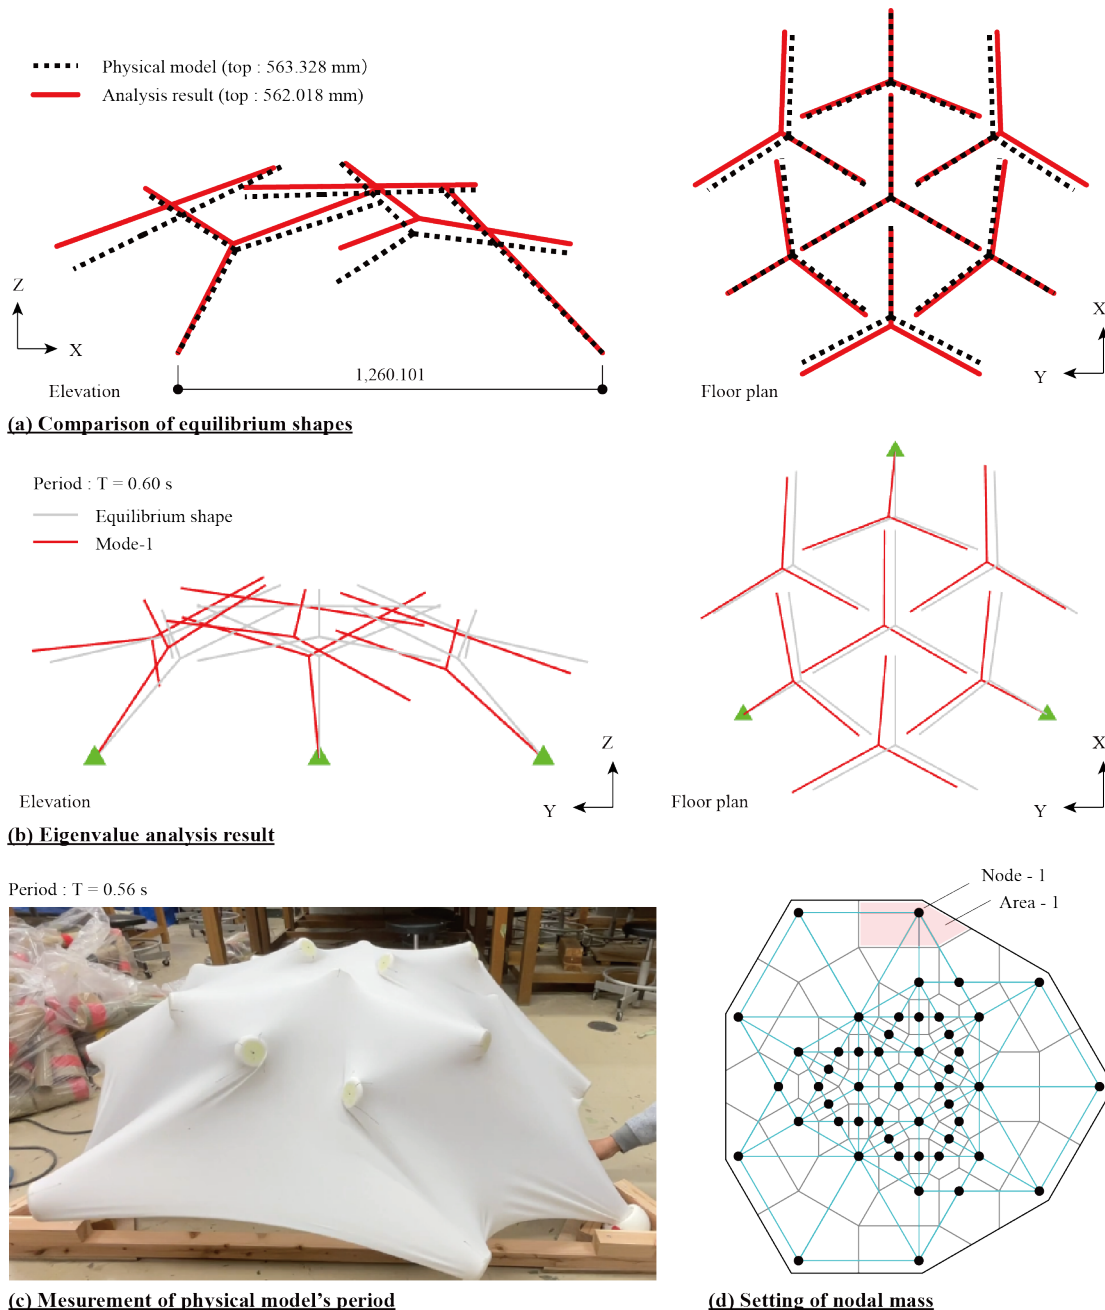 Physical model (top : 563.328 mm)
Analysis result (top : 562.018 mm)
Z
X
1,260.101
Elevation
X
Y
Floor plan
(a) Comparison of equilibrium shapes
Period : T = 0.60 s
Equilibrium shape
Mode-1
Z
Y
Elevation
X
Y
Floor plan
(b) Eigenvalue analysis result
Period : T = 0.56 s
Node - 1
Area - 1
(c) Mesurement of physical model's period
(d) Setting of nodal mass